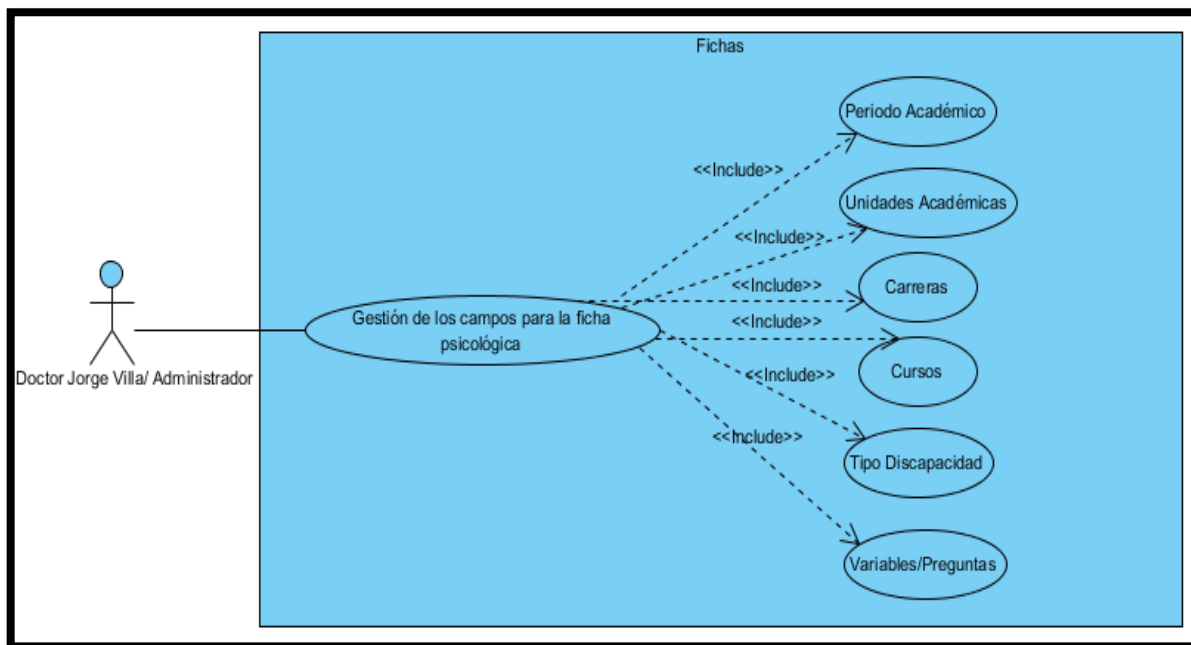 Fichas
Periodo Académico
<<Include>>
Unidades Académicas
<<Include>>
<<Include>>
Carreras
Doctor Jorge Villa/ Administrador
Gestión de los campos para la ficha
psicológica
<<Include>>
Cursos
<<Include>>
<<Include>>
Tipo Discapacidad
Variables/Preguntas